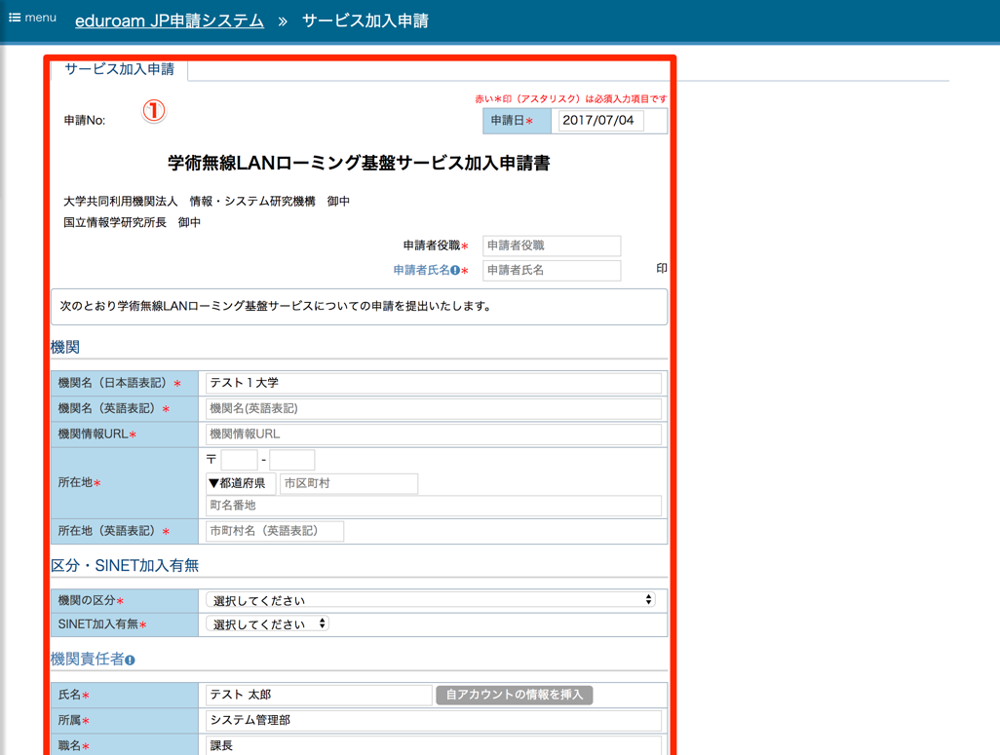 menu eduroam JP申請システム » サービス加入申請
サービス加入申請
赤い＊印（アスタリスク）は必須入力項目です
申請No: ① 申請日* 2017/07/04
学術無線LANローミング基盤サービス加入申請書
大学共同利用機関法人　情報・システム研究機構　御中
国立情報学研究所長　御中
申請者役職* 申請者役職
申請者氏名* 申請者氏名 印
次のとおり学術無線LANローミング基盤サービスについての申請を提出いたします。
機関
機関名（日本語表記）* テスト１大学
機関名（英語表記）* 機関名(英語表記)
機関情報URL* 機関情報URL
所在地* 〒 -
▼都道府県 市区町村
町名番地
所在地（英語表記）* 市町村名（英語表記）
区分・SINET加入有無
機関の区分* 選択してください
SINET加入有無* 選択してください
機関責任者
氏名* テスト 太郎 自アカウントの情報を挿入
所属* システム管理部
職名* 課長